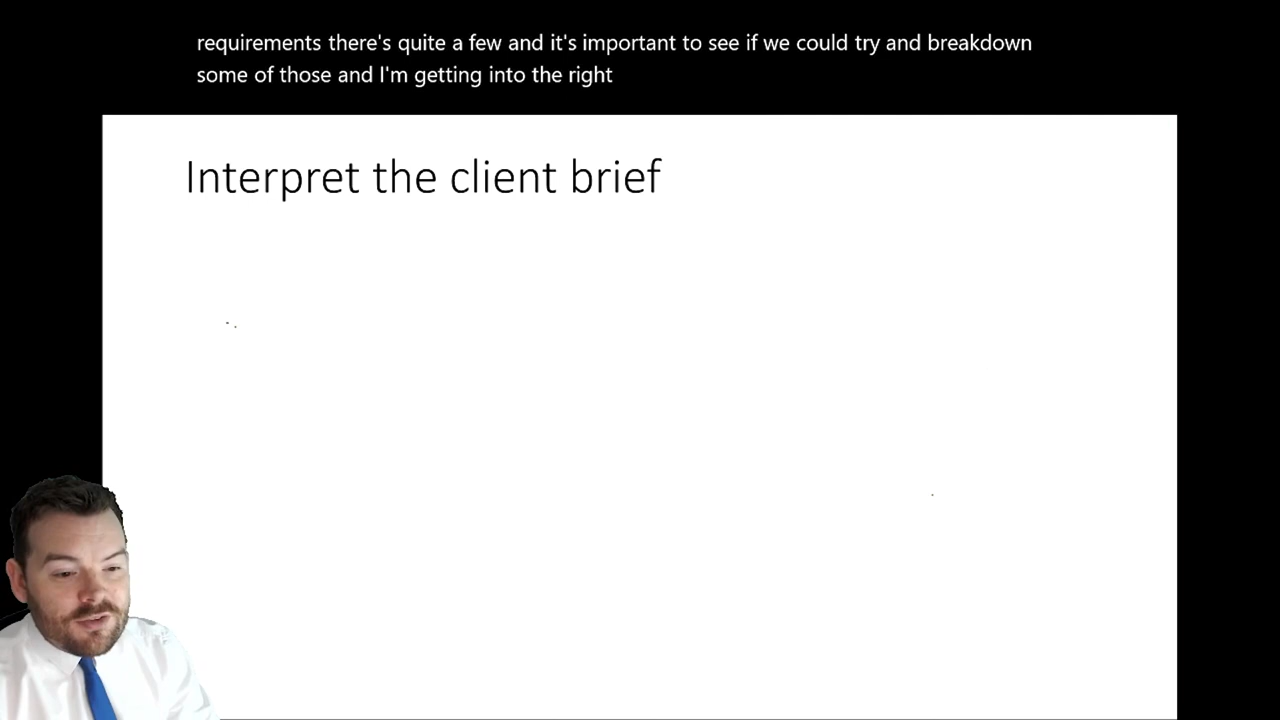 requirements there's quite a few and it's important to see if we could try and breakdown
some of those and I'm getting into the right
Interpret the client brief